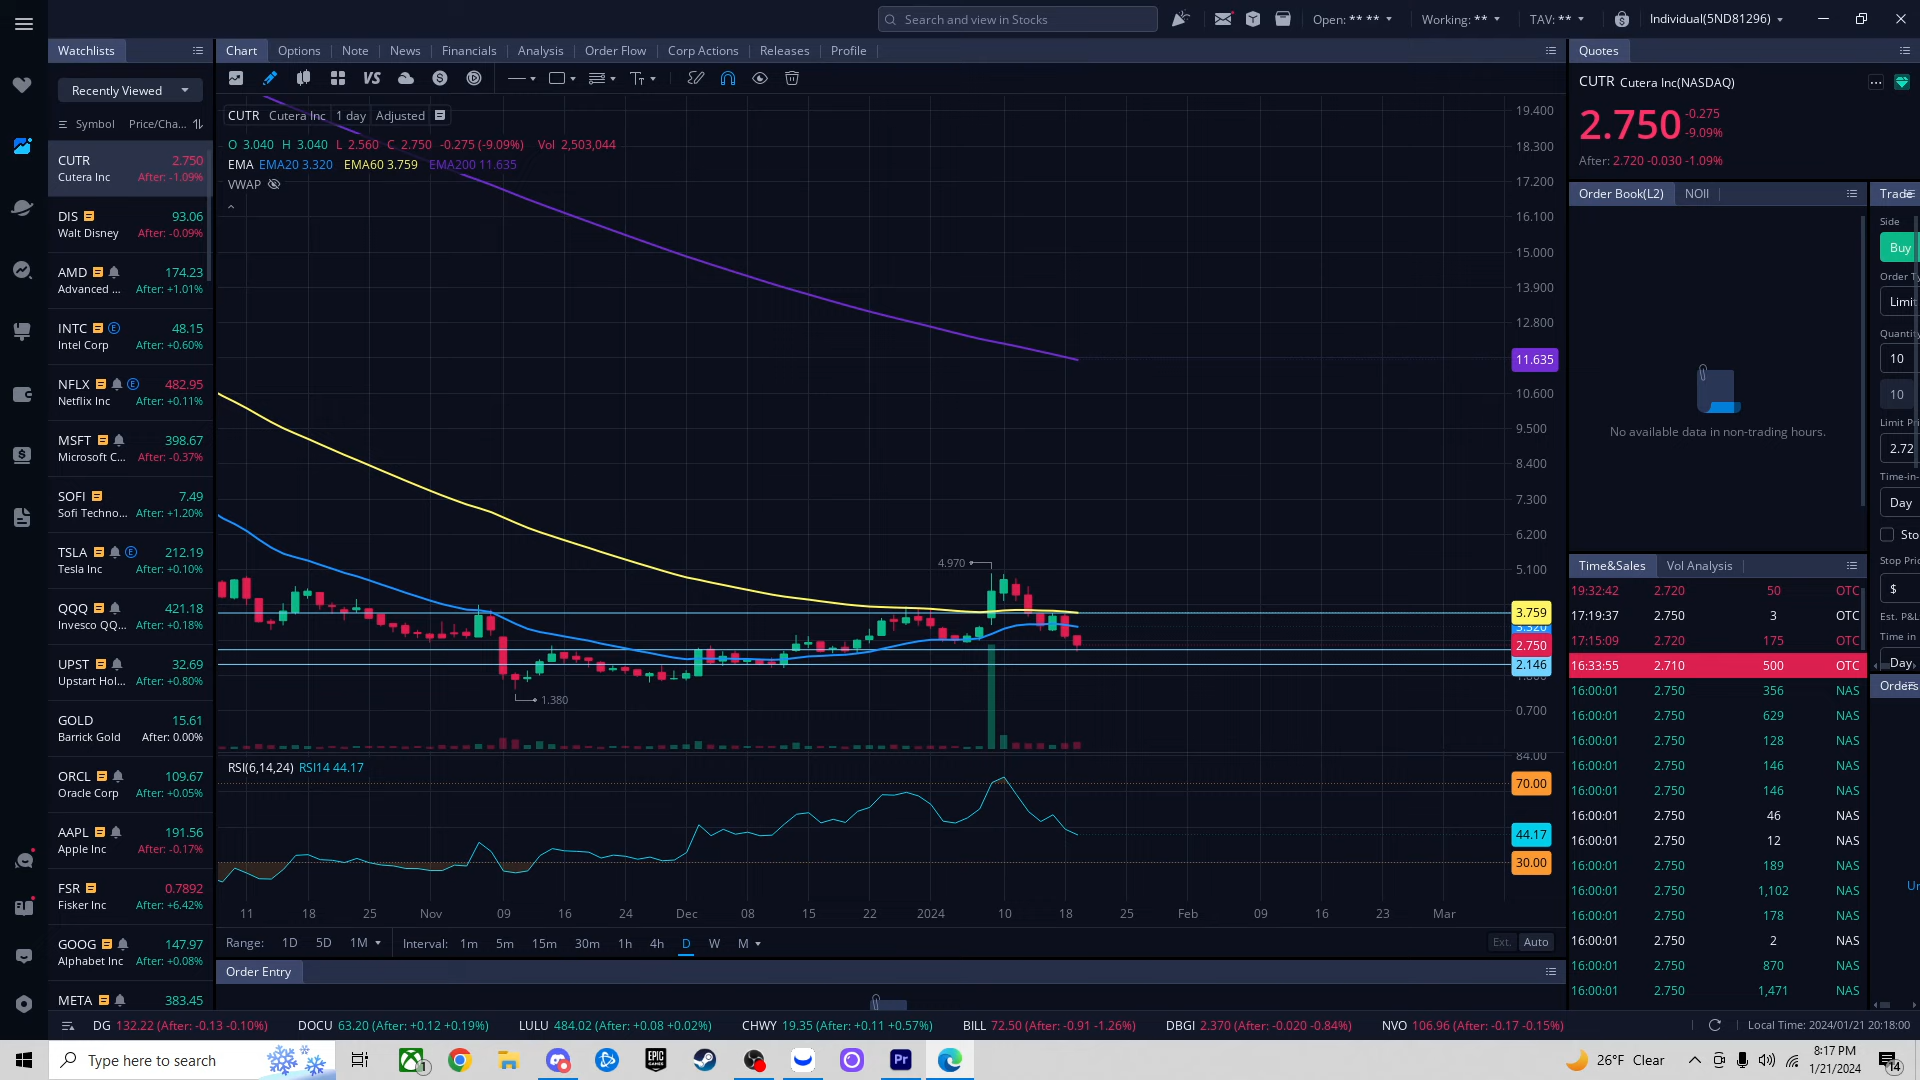 Search and view in Stocks
Open: ** **
Working: **
TAV: **
Individual(5ND81296)
Watchlists
Chart
Options
Note
News
Financials
Analysis
Order Flow
Corp Actions
Releases
Profile
Quotes
Recently Viewed
VS
Symbol
Price/Cha...
CUTR 2.750
Cutera Inc After: -1.09%
DIS 93.06
Walt Disney After: -0.09%
AMD 174.23
Advanced ... After: +1.01%
INTC E 48.15
Intel Corp After: +0.60%
NFLX E 482.95
Netflix Inc After: +0.11%
MSFT 398.67
Microsoft C... After: -0.37%
SOFI 7.49
Sofi Techno... After: +1.20%
TSLA E 212.19
Tesla Inc After: +0.10%
QQQ 421.18
Invesco QQ... After: +0.18%
UPST 32.69
Upstart Hol... After: +0.80%
GOLD 15.61
Barrick Gold After: 0.00%
ORCL 109.67
Oracle Corp After: +0.05%
AAPL 191.56
Apple Inc After: -0.17%
FSR 0.7892
Fisker Inc After: +6.42%
GOOG 147.97
Alphabet Inc After: +0.08%
META 383.45
CUTR Cutera Inc 1 day Adjusted
O 3.040 H 3.040 L 2.560 C 2.750 -0.275 (-9.09%) Vol 2,503,044
EMA EMA20 3.320 EMA60 3.759 EMA200 11.635
VWAP
19.400
18.300
17.200
16.100
15.000
13.900
12.800
11.635
10.600
9.500
8.400
7.300
6.200
5.100
3.759
3.320
2.750
2.146
0.700
4.970
1.380
84.00
RSI(6,14,24) RSI14 44.17
70.00
44.17
30.00
11 18 25 Nov 09 16 24 Dec 08 15 22 2024 10 18 25 Feb 09 16 23 Mar
Range: 1D 5D 1M Interval: 1m 5m 15m 30m 1h 4h D W M Ext. Auto
Order Entry
CUTR Cutera Inc(NASDAQ)
2.750 -0.275
-9.09%
After: 2.720 -0.030 -1.09%
Order Book(L2)
NOII
No available data in non-trading hours.
Trade
Side
Buy
Limi
10
10
2.72
Day
Sto
Stop Pric
$
Est. P&L
Time in
Day
Orders
Time&Sales
Vol Analysis
19:32:42 2.720 50 OTC
17:19:37 2.750 3 OTC
17:15:09 2.720 175 OTC
16:33:55 2.710 500 OTC
16:00:01 2.750 356 NAS
16:00:01 2.750 629 NAS
16:00:01 2.750 128 NAS
16:00:01 2.750 146 NAS
16:00:01 2.750 146 NAS
16:00:01 2.750 46 NAS
16:00:01 2.750 12 NAS
16:00:01 2.750 189 NAS
16:00:01 2.750 1,102 NAS
16:00:01 2.750 178 NAS
16:00:01 2.750 2 NAS
16:00:01 2.750 870 NAS
16:00:01 2.750 1,471 NAS
DG 132.22 (After: -0.13 -0.10%) DOCU 63.20 (After: +0.12 +0.19%) LULU 484.02 (After: +0.08 +0.02%) CHWY 19.35 (After: +0.11 +0.57%) BILL 72.50 (After: -0.91 -1.26%) DBGI 2.370 (After: -0.020 -0.84%) NVO 106.96 (After: -0.17 -0.15%)
Local Time: 2024/01/21 20:18:00
Type here to search
EPIC
GAMES
Pr
26°F Clear
8:17 PM
1/21/2024
14